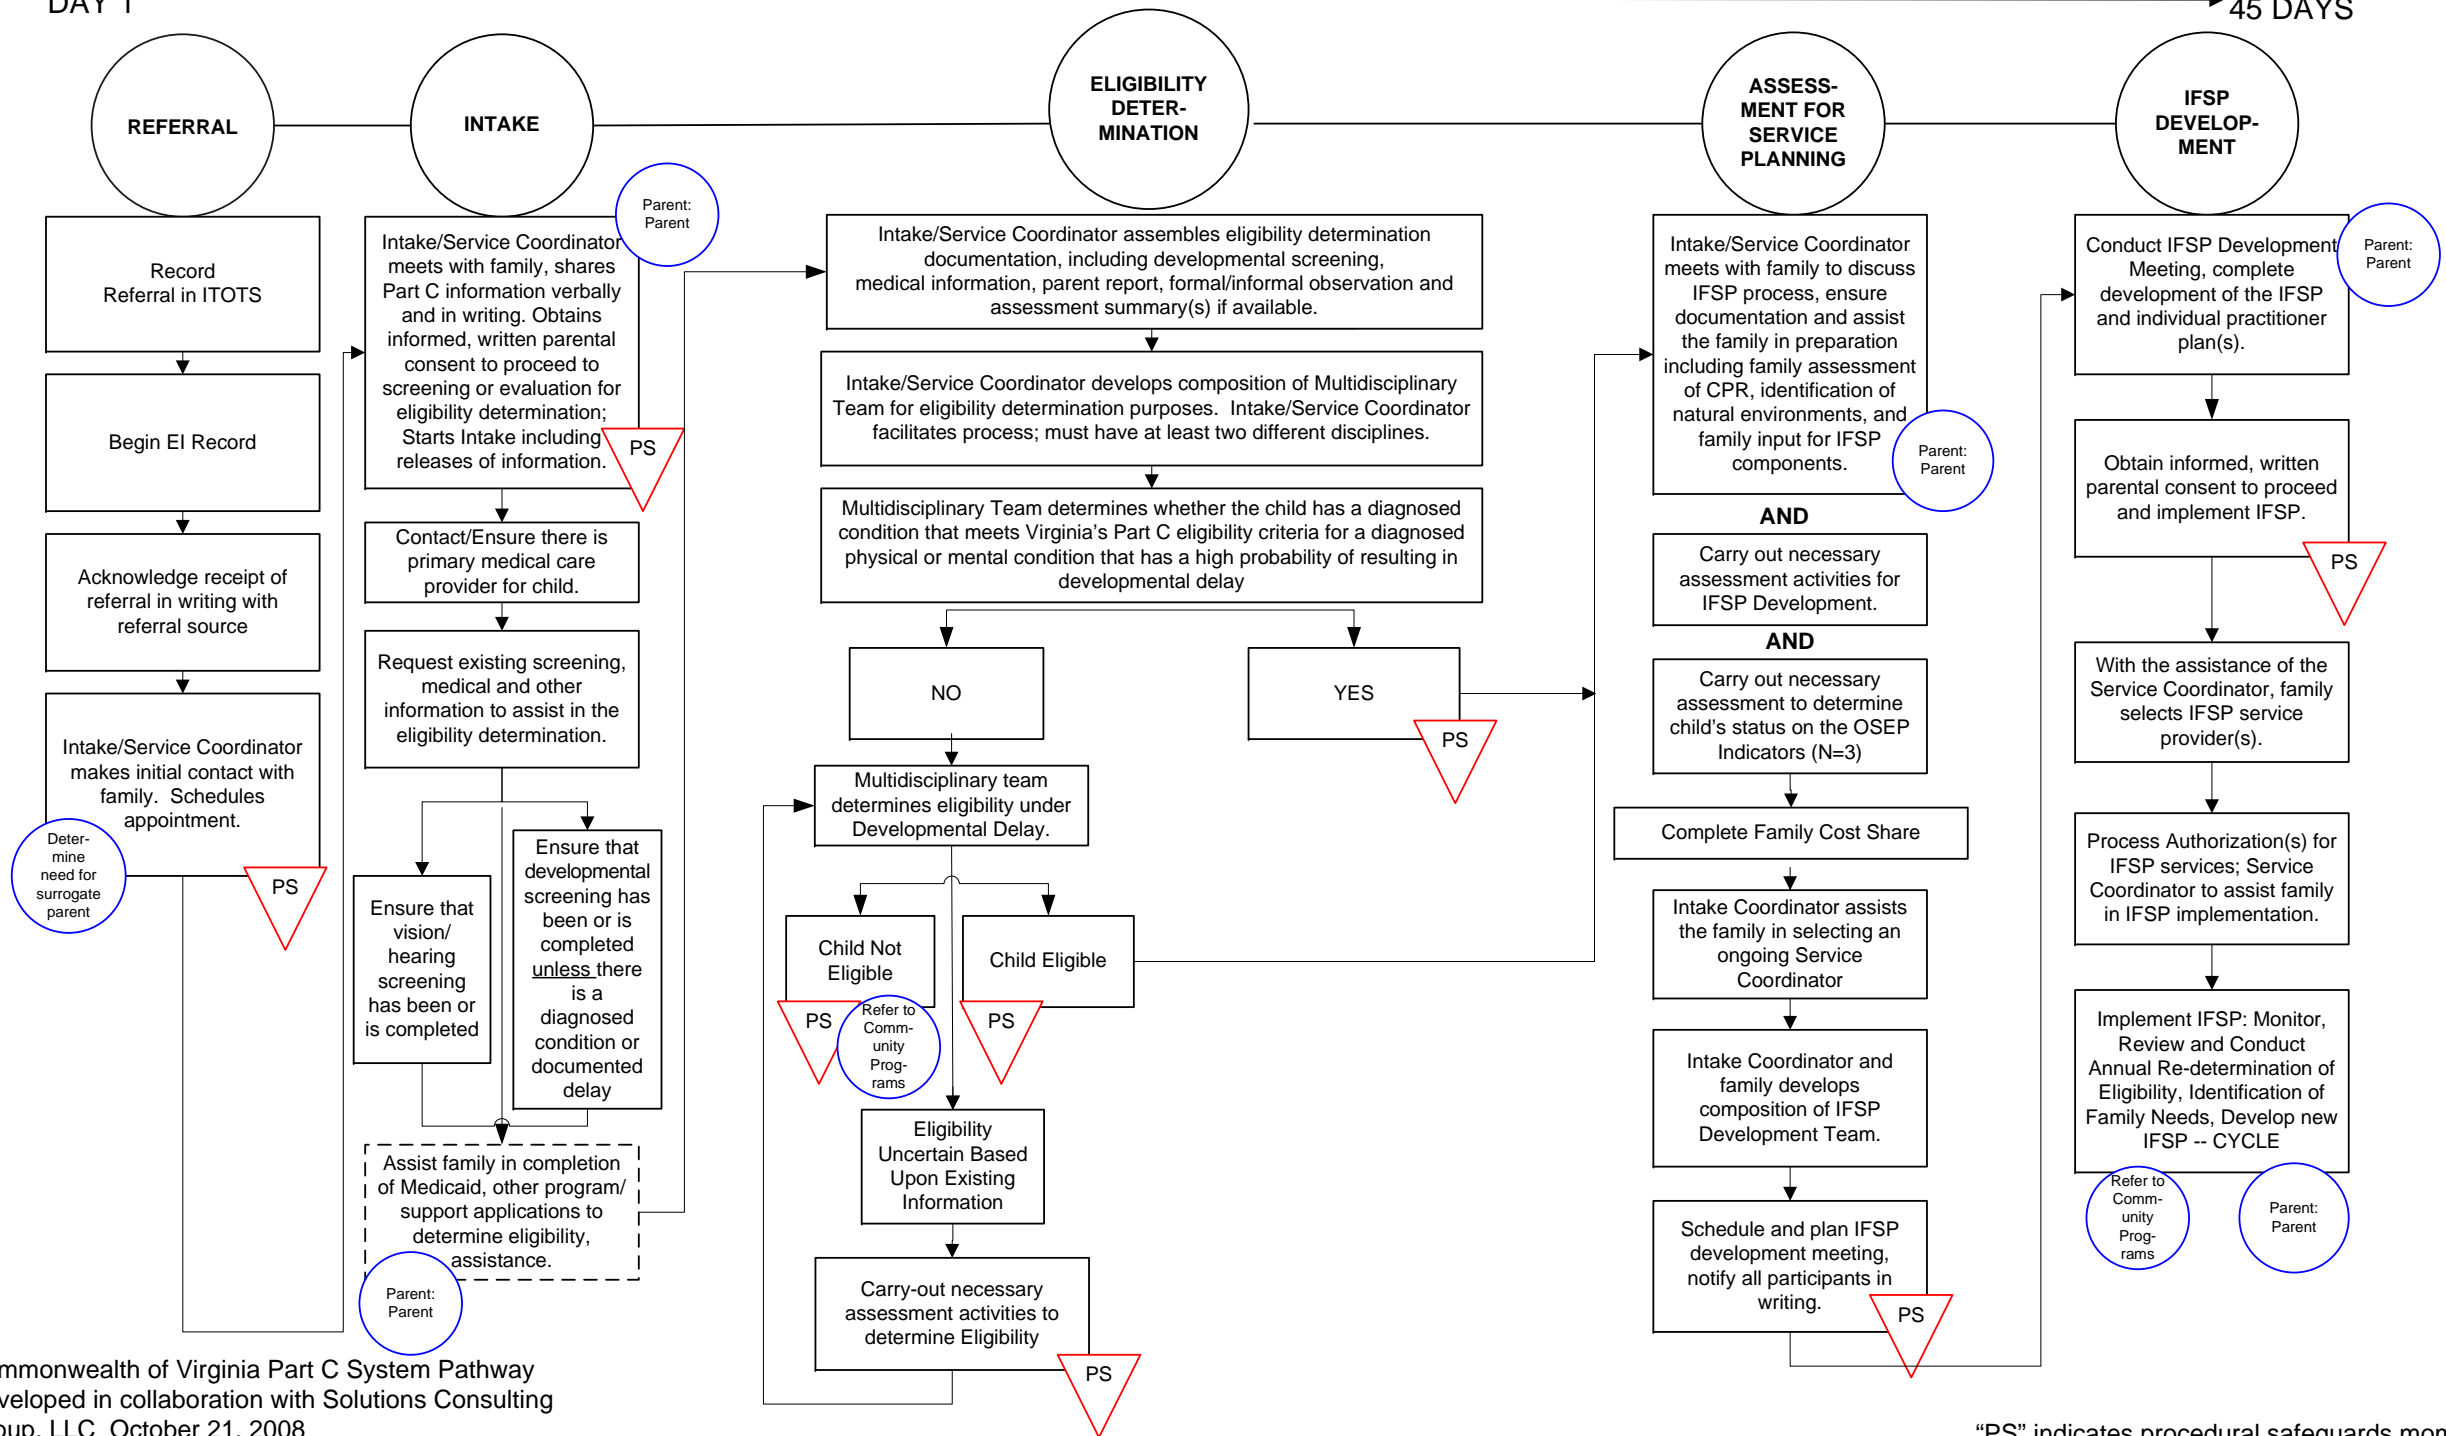 DAY 1
45 DAYS
REFERRAL
INTAKE
ELIGIBILITY
DETER-
MINATION
ASSESS-
MENT FOR
SERVICE
PLANNING
IFSP
DEVELOP-
MENT
Record
Referral in ITOTS
Begin EI Record
Acknowledge receipt of
referral in writing with
referral source
Intake/Service Coordinator
makes initial contact with
family. Schedules
appointment.
Deter-
mine
need for
surrogate
parent
PS
Parent:
Parent
Intake/Service Coordinator
meets with family, shares
Part C information verbally
and in writing. Obtains
informed, written parental
consent to proceed to
screening or evaluation for
eligibility determination;
Starts Intake including
releases of information.
PS
Contact/Ensure there is
primary medical care
provider for child.
Request existing screening,
medical and other
information to assist in the
eligibility determination.
Ensure that
vision/
hearing
screening
has been or
is completed
Ensure that
developmental
screening has
been or is
completed
unless there
is a
diagnosed
condition or
documented
delay
Assist family in completion
of Medicaid, other program/
support applications to
determine eligibility,
assistance.
Parent:
Parent
Intake/Service Coordinator assembles eligibility determination
documentation, including developmental screening,
medical information, parent report, formal/informal observation and
assessment summary(s) if available.
Intake/Service Coordinator develops composition of Multidisciplinary
Team for eligibility determination purposes. Intake/Service Coordinator
facilitates process; must have at least two different disciplines.
Multidisciplinary Team determines whether the child has a diagnosed
condition that meets Virginia's Part C eligibility criteria for a diagnosed
physical or mental condition that has a high probability of resulting in
developmental delay
NO
YES
PS
Multidisciplinary team
determines eligibility under
Developmental Delay.
Child Not
Eligible
PS
Refer to
Comm-
unity
Prog-
rams
Child Eligible
PS
Eligibility
Uncertain Based
Upon Existing
Information
Carry-out necessary
assessment activities to
determine Eligibility
PS
Intake/Service Coordinator
meets with family to discuss
IFSP process, ensure
documentation and assist
the family in preparation
including family assessment
of CPR, identification of
natural environments, and
family input for IFSP
components.
Parent:
Parent
AND
Carry out necessary
assessment activities for
IFSP Development.
AND
Carry out necessary
assessment to determine
child's status on the OSEP
Indicators (N=3)
Complete Family Cost Share
Intake Coordinator assists
the family in selecting an
ongoing Service
Coordinator
Intake Coordinator and
family develops
composition of IFSP
Development Team.
Schedule and plan IFSP
development meeting,
notify all participants in
writing.
PS
Conduct IFSP Development
Meeting, complete
development of the IFSP
and individual practitioner
plan(s).
Parent:
Parent
Obtain informed, written
parental consent to proceed
and implement IFSP.
PS
With the assistance of the
Service Coordinator, family
selects IFSP service
provider(s).
Process Authorization(s) for
IFSP services; Service
Coordinator to assist family
in IFSP implementation.
Implement IFSP: Monitor,
Review and Conduct
Annual Re-determination of
Eligibility, Identification of
Family Needs, Develop new
IFSP -- CYCLE
Refer to
Comm-
unity
Prog-
rams
Parent:
Parent
mmonwealth of Virginia Part C System Pathway
veloped in collaboration with Solutions Consulting
oup, LLC October 21, 2008
"PS" indicates procedural safeguards mon